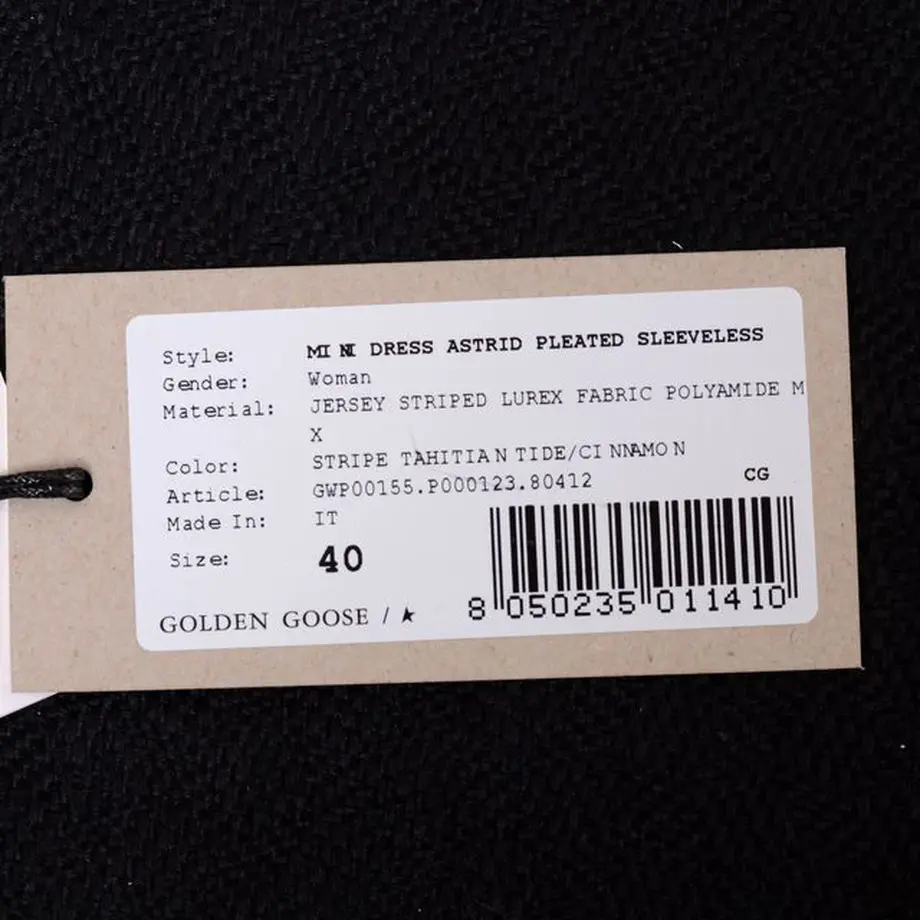 Style: MINI DRESS ASTRID PLEATED SLEEVELESS
Gender: Woman
Material: JERSEY STRIPED LUREX FABRIC POLYAMIDE M
X
Color: STRIPE TAHITIAN TIDE/CINNAMON
Article: GWP00155.P000123.80412
CG
Made In: IT
Size: 40
GOLDEN GOOSE / ★
8 050235 011410